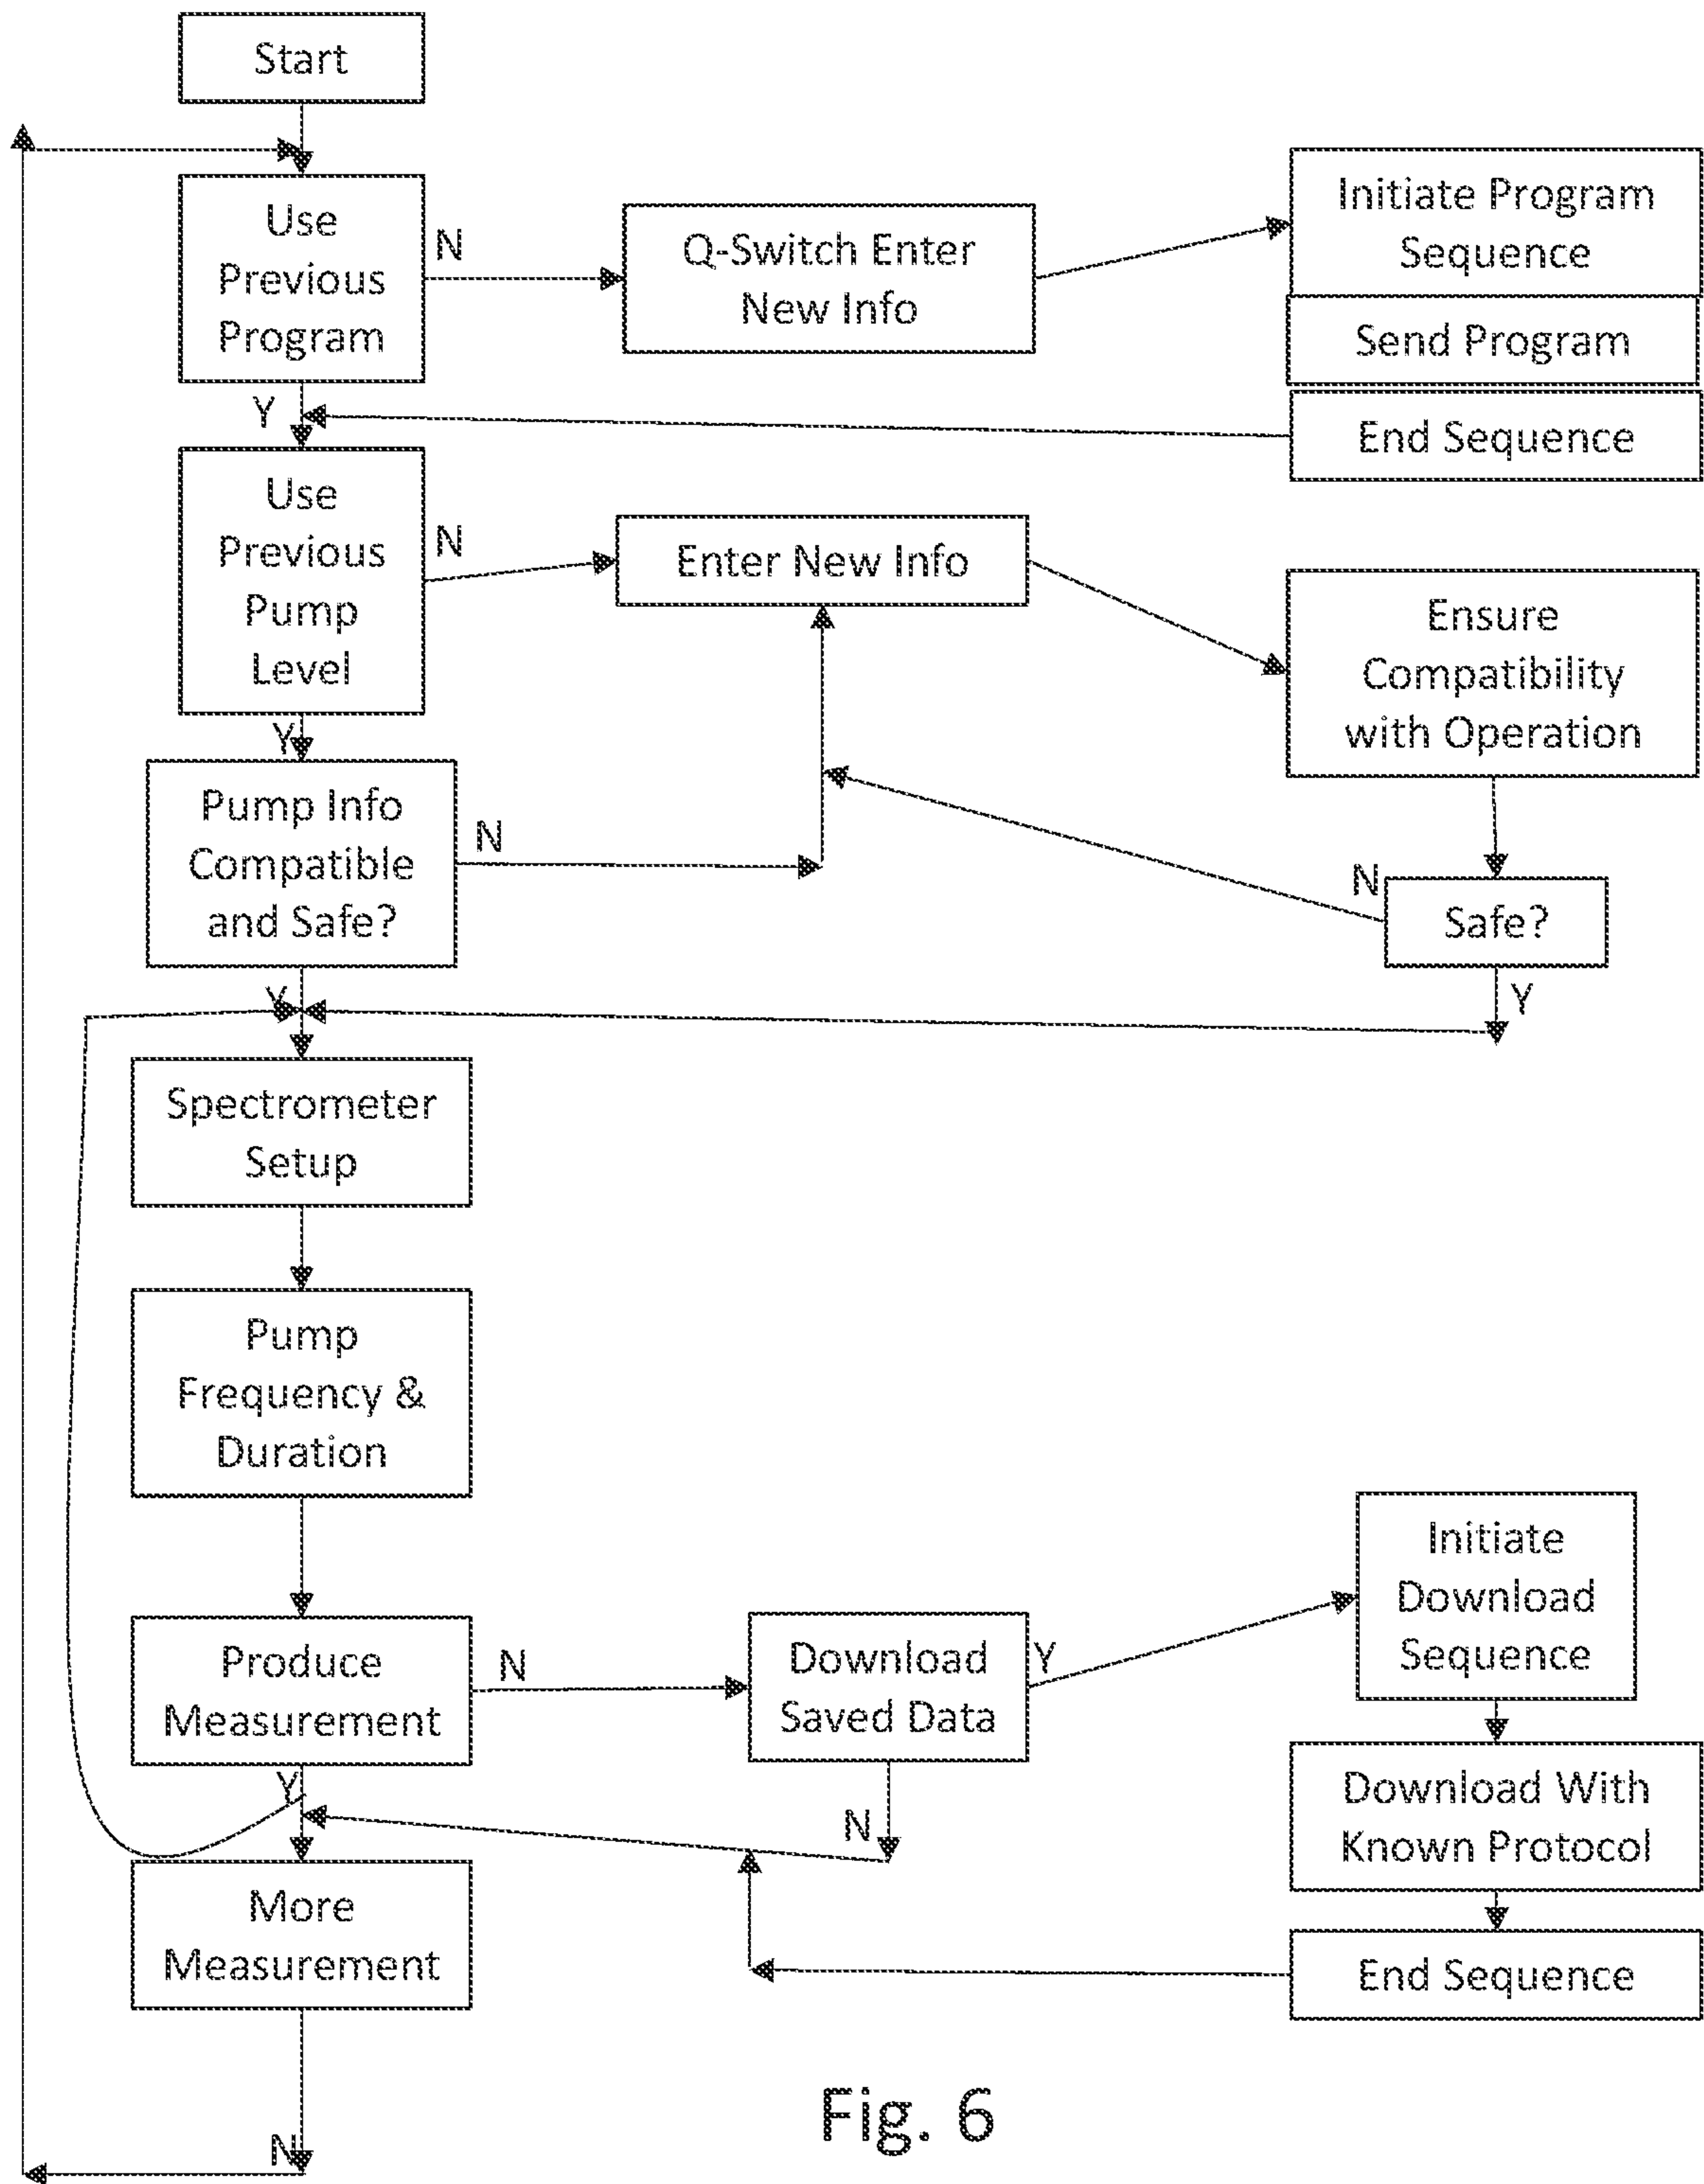 Start
Use
Previous
Program
N
Q-Switch Enter
New Info
Initiate Program
Sequence
Send Program
End Sequence
Y
Use
Previous
Pump
Level
N
Enter New Info
Ensure
Compatibility
with Operation
Y
Pump Info
Compatible
and Safe?
N
N
Safe?
Y
Y
Spectrometer
Setup
Pump
Frequency &
Duration
Produce
Measurement
N
Download
Saved Data
Y
Initiate
Download
Sequence
Download With
Known Protocol
End Sequence
N
Y
More
Measurement
N
Fig. 6